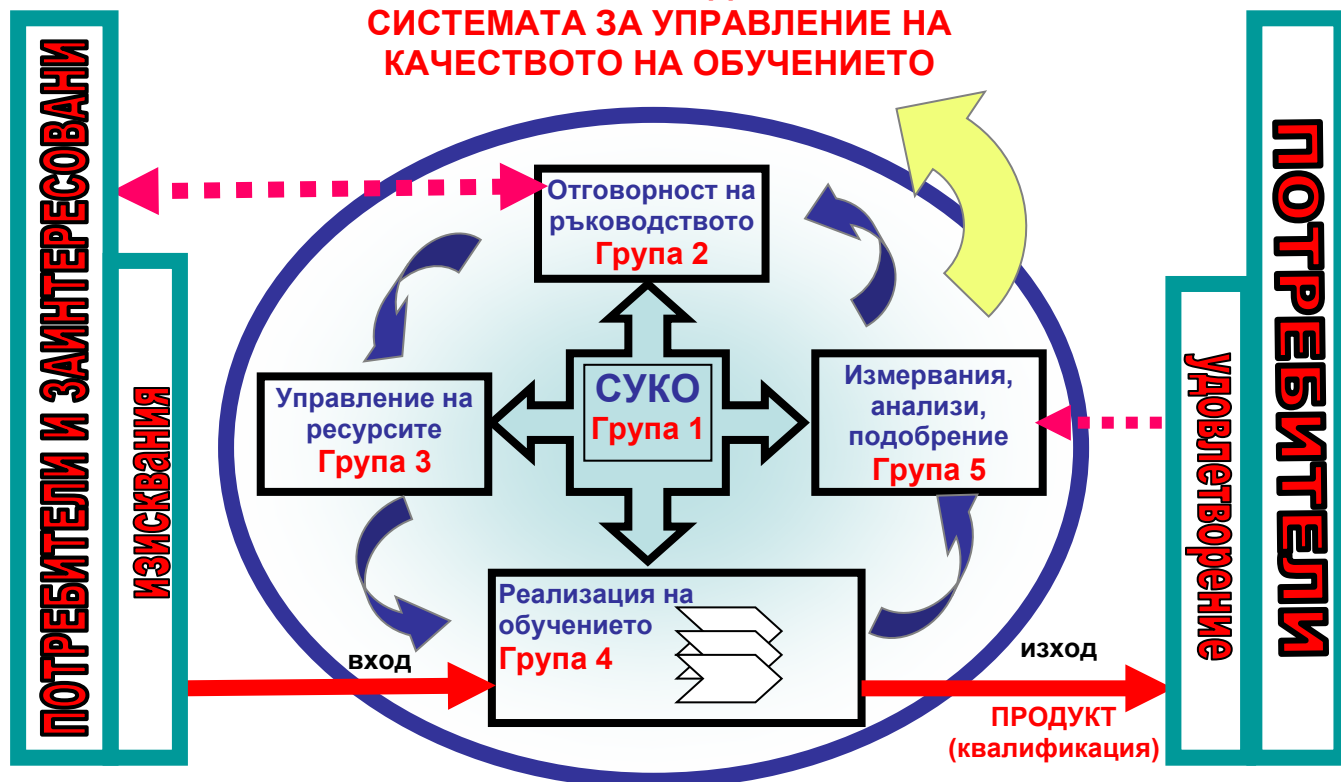 СИСТЕМАТА ЗА УПРАВЛЕНИЕ НА
КАЧЕСТВОТО НА ОБУЧЕНИЕТО
ПОТРЕБИТЕЛИ И ЗАИНТЕРЕСОВАНИ
изисквания
Отговорност на
ръководството
Група 2
Управление на
ресурсите
Група 3
СУКО
Група 1
Измервания,
анализи,
подобрение
Група 5
Реализация на
обучението
Група 4
вход
изход
ПРОДУКТ
(квалификация)
удовлетворение
ПОТРЕБИТЕЛИ